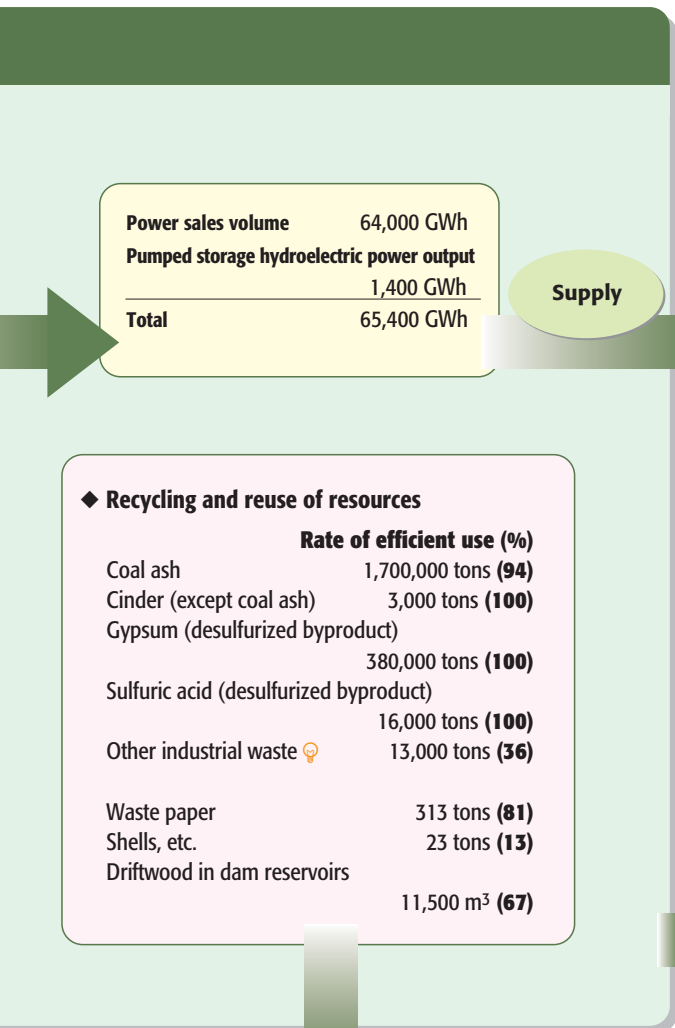 Power sales volume 64,000 GWh
Pumped storage hydroelectric power output
1,400 GWh
Total 65,400 GWh
Supply
◆ Recycling and reuse of resources
Rate of efficient use (%)
Coal ash 1,700,000 tons (94)
Cinder (except coal ash) 3,000 tons (100)
Gypsum (desulfurized byproduct)
380,000 tons (100)
Sulfuric acid (desulfurized byproduct)
16,000 tons (100)
Other industrial waste 13,000 tons (36)
Waste paper 313 tons (81)
Shells, etc. 23 tons (13)
Driftwood in dam reservoirs
11,500 m³ (67)